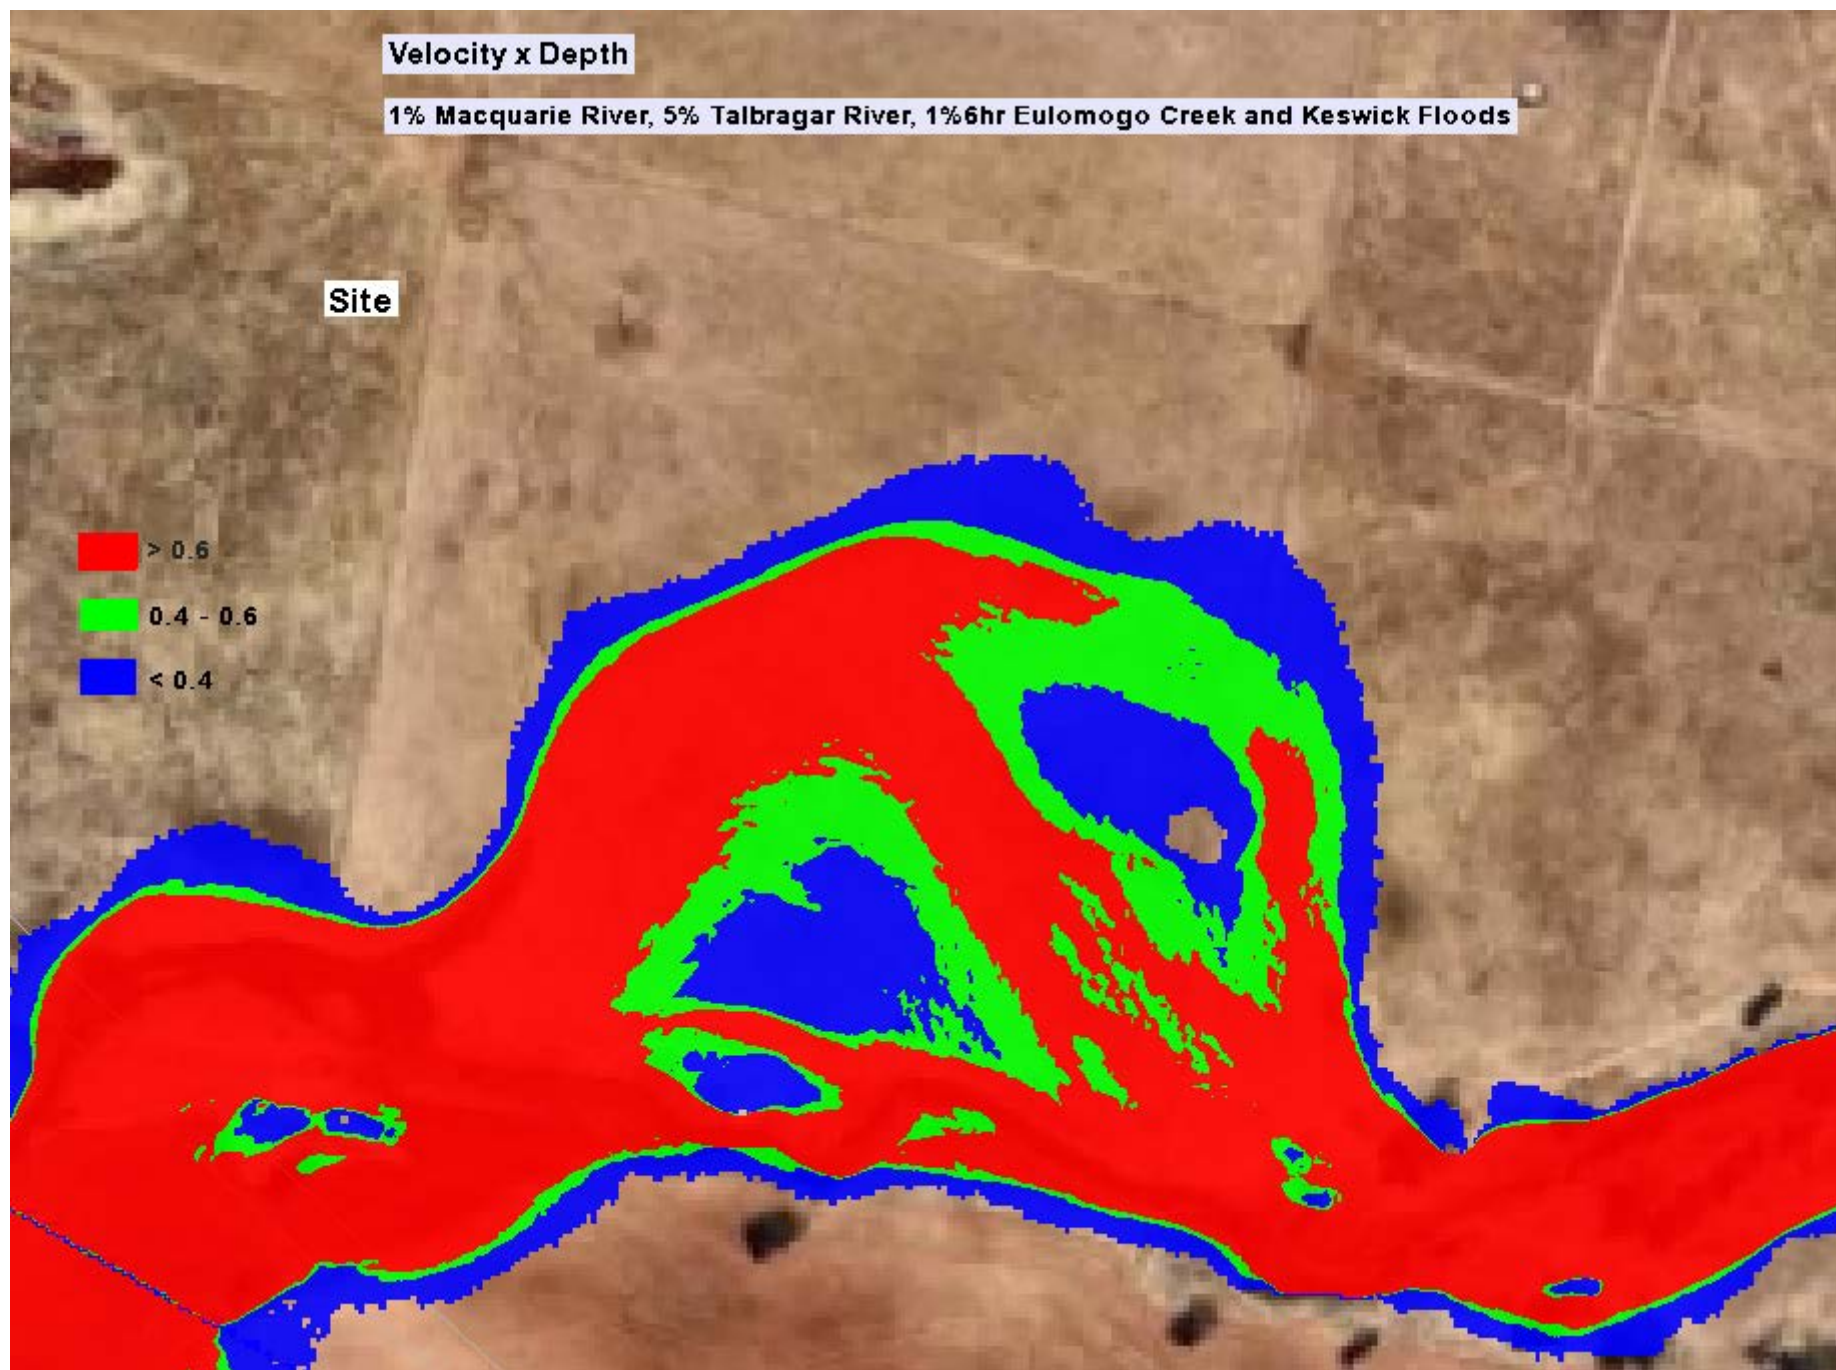 Velocity x Depth
1% Macquarie River, 5% Talbragar River, 1%6hr Eulomogo Creek and Keswick Floods
Site
> 0.6
0.4 - 0.6
< 0.4